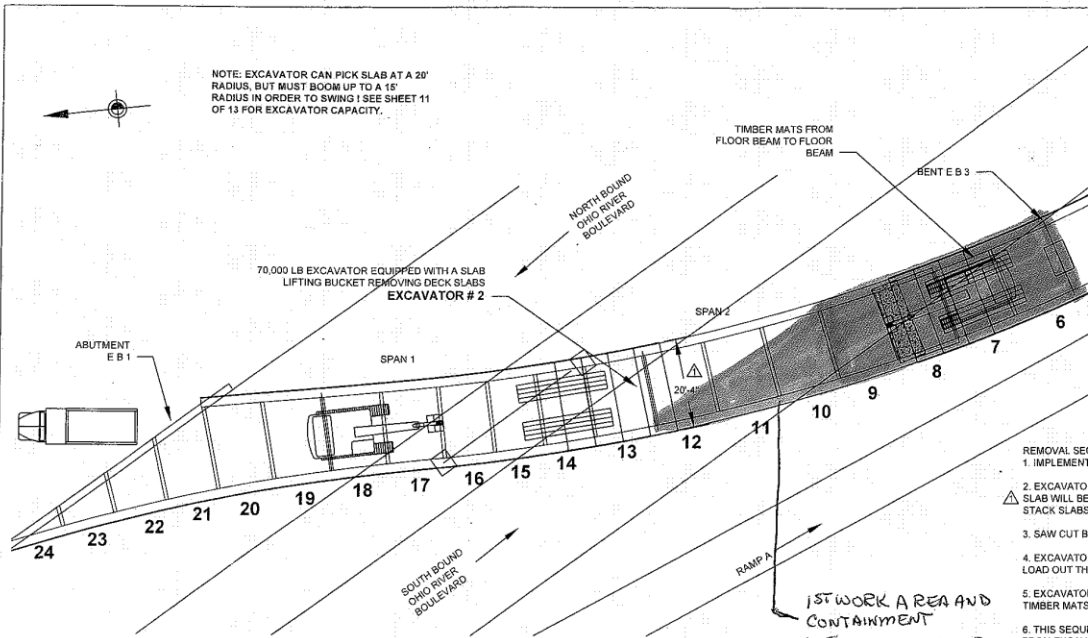 NOTE: EXCAVATOR CAN PICK SLAB AT A 20'
RADIUS, BUT MUST BOOM UP TO A 15'
RADIUS IN ORDER TO SWING ! SEE SHEET 11
OF 13 FOR EXCAVATOR CAPACITY.
TIMBER MATS FROM
FLOOR BEAM TO FLOOR
BEAM
BENT E B 3
NORTH BOUND
OHIO RIVER
BOULEVARD
70,000 LB EXCAVATOR EQUIPPED WITH A SLAB
LIFTING BUCKET REMOVING DECK SLABS
EXCAVATOR # 2
SPAN 2
ABUTMENT
E B 1
SPAN 1
1
20'-4"
6
7
8
9
10
11
12
13
14
15
16
17
18
19
20
21
22
23
24
SOUTH BOUND
OHIO RIVER
BOULEVARD
RAMP A
1ST WORK AREA AND
CONTAINMENT
REMOVAL SE
1. IMPLEMENT
2. EXCAVATO
1
SLAB WILL BE
STACK SLABS
3. SAW CUT B
4. EXCAVATO
LOAD OUT TH
5. EXCAVATOR
TIMBER MATS
6. THIS SEQU